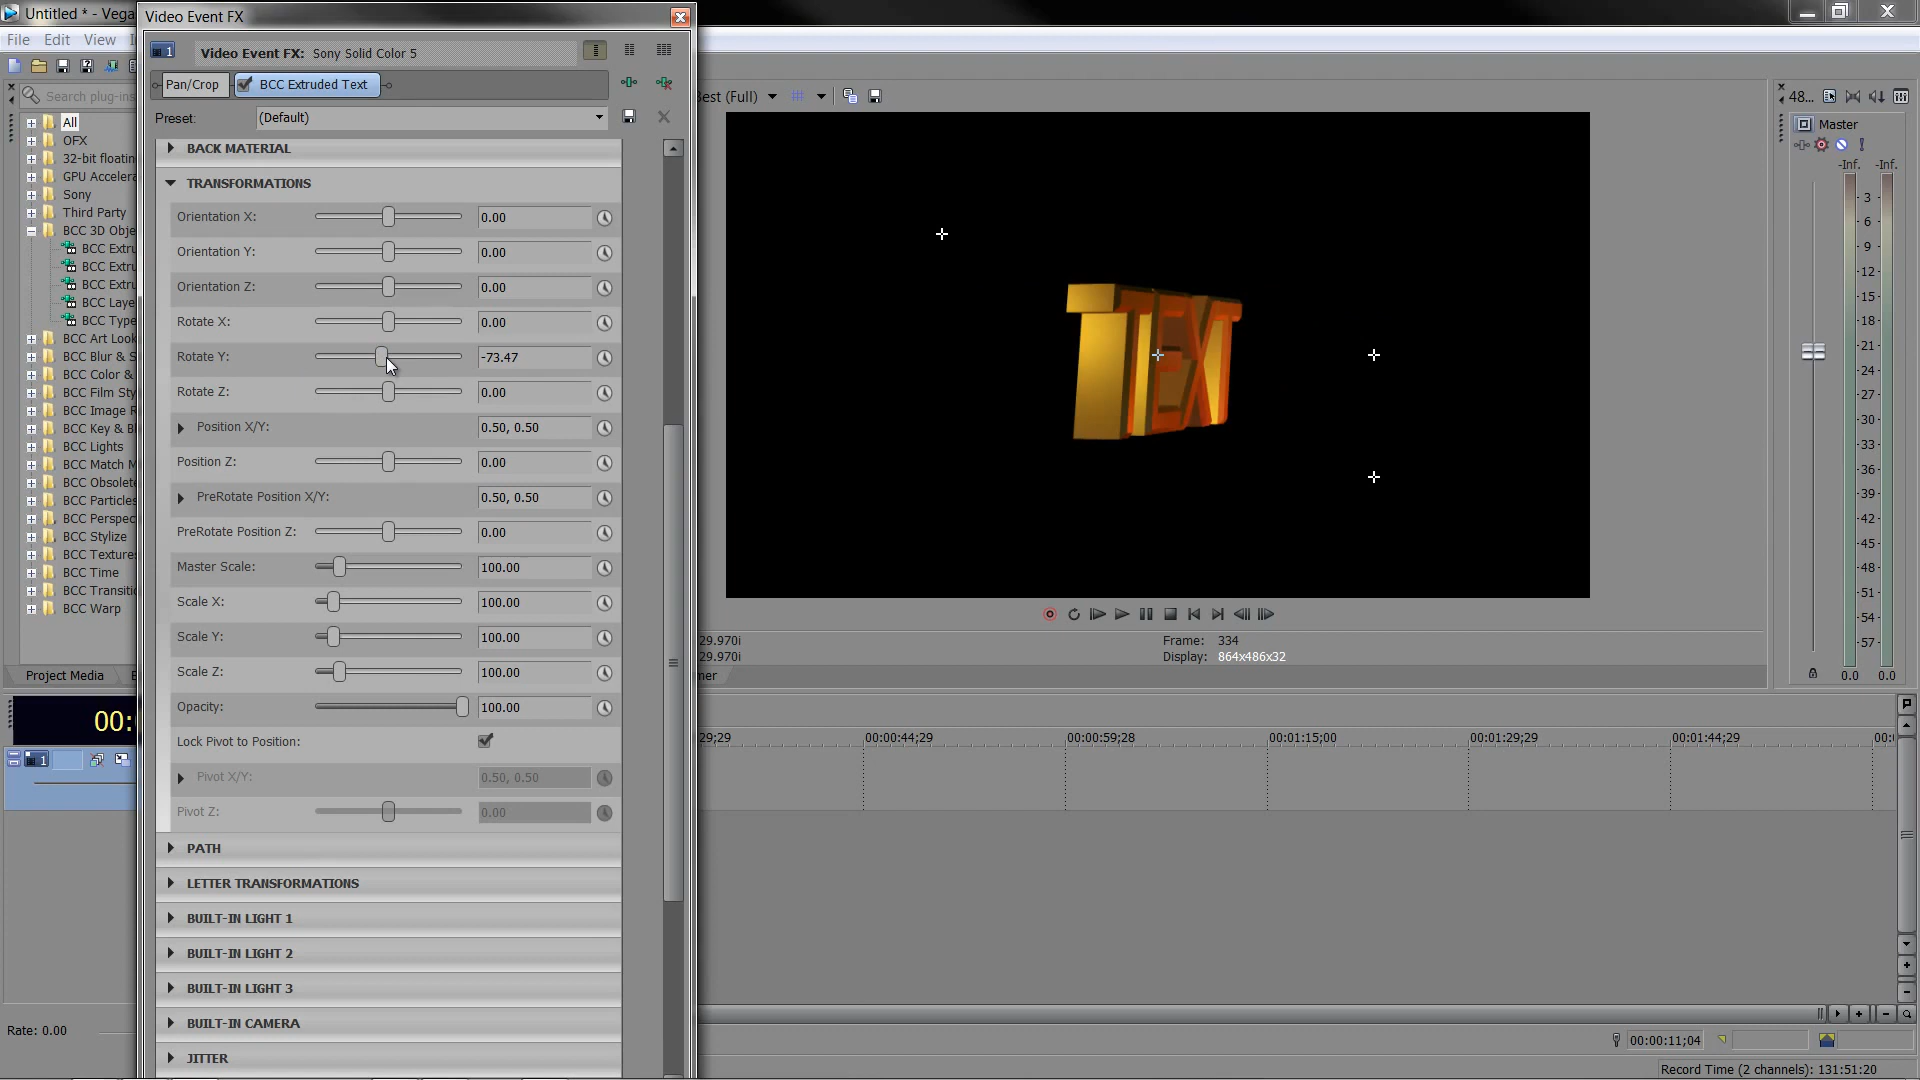 Untitled * - Vega
Video Event FX
File Edit View
Video Event FX: Sony Solid Color 5
Pan/Crop BCC Extruded Text
Preset: (Default)
Search plug-ins
All
OFX
32-bit floatin
GPU Accelera
Sony
Third Party
BCC 3D Obje
BCC Extru
BCC Extru
BCC Extru
BCC Laye
BCC Type
BCC Art Look
BCC Blur & S
BCC Color &
BCC Film Sty
BCC Image R
BCC Key & B
BCC Lights
BCC Match M
BCC Obsolete
BCC Particles
BCC Perspec
BCC Stylize
BCC Textures
BCC Time
BCC Transitio
BCC Warp
Project Media
BACK MATERIAL
TRANSFORMATIONS
Orientation X: 0.00
Orientation Y: 0.00
Orientation Z: 0.00
Rotate X: 0.00
Rotate Y: -73.47
Rotate Z: 0.00
Position X/Y: 0.50, 0.50
Position Z: 0.00
PreRotate Position X/Y: 0.50, 0.50
PreRotate Position Z: 0.00
Master Scale: 100.00
Scale X: 100.00
Scale Y: 100.00
Scale Z: 100.00
Opacity: 100.00
Lock Pivot to Position:
Pivot X/Y: 0.50, 0.50
Pivot Z: 0.00
PATH
LETTER TRANSFORMATIONS
BUILT-IN LIGHT 1
BUILT-IN LIGHT 2
BUILT-IN LIGHT 3
BUILT-IN CAMERA
JITTER
Best (Full)
TEXT
29.970i
29.970i
Frame: 334
Display: 864x486x32
mer
48...
Master
-Inf. -Inf.
3
6
9
12
15
18
21
24
27
30
33
36
39
42
45
48
51
54
57
0.0 0.0
00:
1
29;29 00:00:44;29 00:00:59;28 00:01:15;00 00:01:29;29 00:01:44;29 00:
Rate: 0.00
00:00:11;04
Record Time (2 channels): 131:51:20